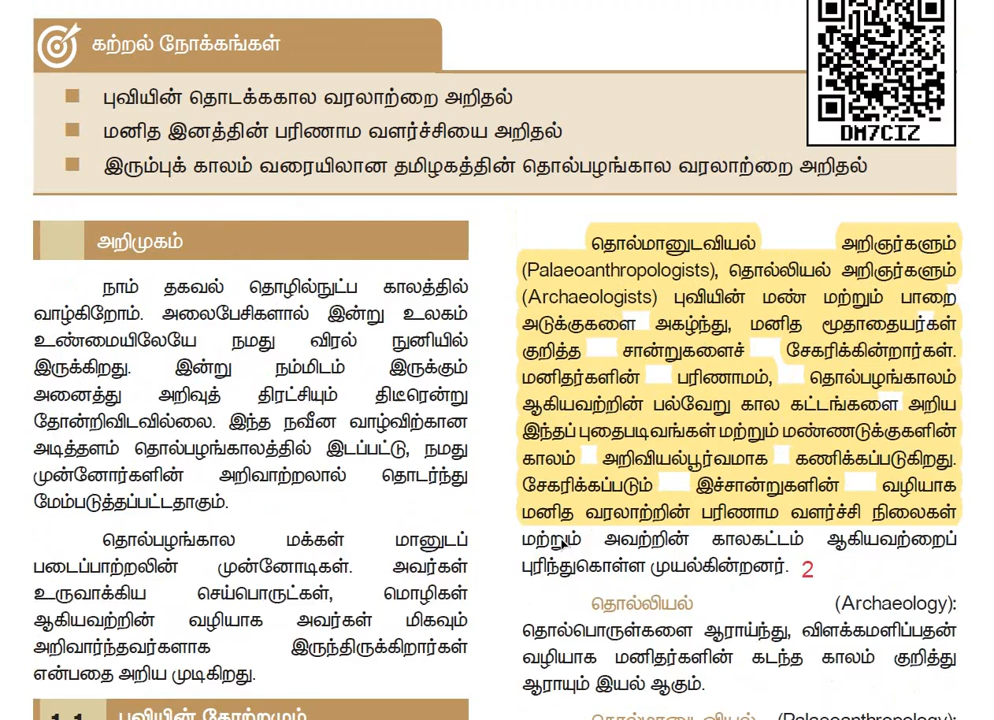 கற்றல் நோக்கங்கள்
புவியின் தொடக்ககால வரலாற்றை அறிதல்
மனித இனத்தின் பரிணாம வளர்ச்சியை அறிதல்
இரும்புக் காலம் வரையிலான தமிழகத்தின் தொல்பழங்கால வரலாற்றை அறிதல்
DM7CIZ
அறிமுகம்
நாம் தகவல் தொழில்நுட்ப காலத்தில்
வாழ்கிறோம். அலைபேசிகளால் இன்று உலகம்
உண்மையிலேயே நமது விரல் நுனியில்
இருக்கிறது. இன்று நம்மிடம் இருக்கும்
அனைத்து அறிவுத் திரட்சியும் திடீரென்று
தோன்றிவிடவில்லை. இந்த நவீன வாழ்விற்கான
அடித்தளம் தொல்பழங்காலத்தில் இடப்பட்டு, நமது
முன்னோர்களின் அறிவாற்றலால் தொடர்ந்து
மேம்படுத்தப்பட்டதாகும்.
தொல்பழங்கால மக்கள் மானுடப்
படைப்பாற்றலின் முன்னோடிகள். அவர்கள்
உருவாக்கிய செய்பொருட்கள், மொழிகள்
ஆகியவற்றின் வழியாக அவர்கள் மிகவும்
அறிவார்ந்தவர்களாக இருந்திருக்கிறார்கள்
என்பதை அறிய முடிகிறது.
1.1 புவியின் தோற்றமும்
தொல்மானுடவியல் அறிஞர்களும்
(Palaeoanthropologists), தொல்லியல் அறிஞர்களும்
(Archaeologists) புவியின் மண் மற்றும் பாறை
அடுக்குகளை அகழ்ந்து, மனித மூதாதையர்கள்
குறித்த சான்றுகளைச் சேகரிக்கின்றார்கள்.
மனிதர்களின் பரிணாமம், தொல்பழங்காலம்
ஆகியவற்றின் பல்வேறு கால கட்டங்களை அறிய
இந்தப் புதைபடிவங்கள் மற்றும் மண்ணடுக்குகளின்
காலம் அறிவியல்பூர்வமாக கணிக்கப்படுகிறது.
சேகரிக்கப்படும் இச்சான்றுகளின் வழியாக
மனித வரலாற்றின் பரிணாம வளர்ச்சி நிலைகள்
மற்றும் அவற்றின் காலகட்டம் ஆகியவற்றைப்
புரிந்துகொள்ள முயல்கின்றனர். 2
தொல்லியல் (Archaeology):
தொல்பொருள்களை ஆராய்ந்து, விளக்கமளிப்பதன்
வழியாக மனிதர்களின் கடந்த காலம் குறித்து
ஆராயும் இயல் ஆகும்.
தொல்மானுடவியல் (Palaeoanthropology):